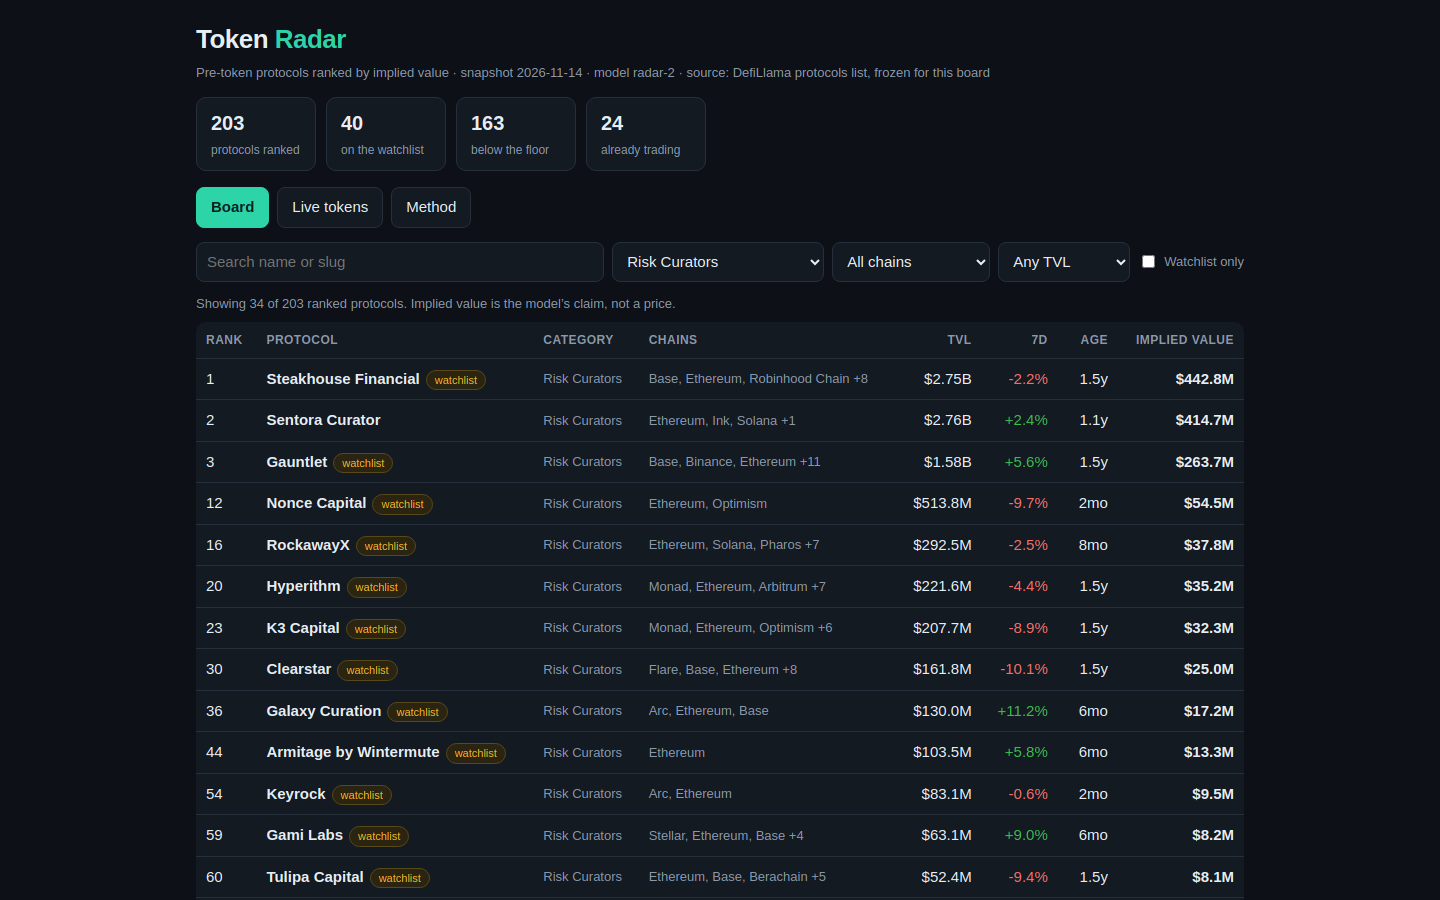 Token Radar
Pre-token protocols ranked by implied value · snapshot 2026-11-14 · model radar-2 · source: DefiLlama protocols list, frozen for this board
203 40 163 24
protocols ranked on the watchlist below the floor already trading
Board Live tokens Method
Search name or slug Risk Curators All chains Any TVL Watchlist only
Showing 34 of 203 ranked protocols. Implied value is the model’s claim, not a price.
RANK PROTOCOL CATEGORY CHAINS TVL 7D AGE IMPLIED VALUE
1 Steakhouse Financial watchlist Risk Curators Base, Ethereum, Robinhood Chain +8 $2.75B -2.2% 1.5y $442.8M
2 Sentora Curator Risk Curators Ethereum, Ink, Solana +1 $2.76B +2.4% 1.1y $414.7M
3 Gauntlet watchlist Risk Curators Base, Binance, Ethereum +11 $1.58B +5.6% 1.5y $263.7M
12 Nonce Capital watchlist Risk Curators Ethereum, Optimism $513.8M -9.7% 2mo $54.5M
16 RockawayX watchlist Risk Curators Ethereum, Solana, Pharos +7 $292.5M -2.5% 8mo $37.8M
20 Hyperithm watchlist Risk Curators Monad, Ethereum, Arbitrum +7 $221.6M -4.4% 1.5y $35.2M
23 K3 Capital watchlist Risk Curators Monad, Ethereum, Optimism +6 $207.7M -8.9% 1.5y $32.3M
30 Clearstar watchlist Risk Curators Flare, Base, Ethereum +8 $161.8M -10.1% 1.5y $25.0M
36 Galaxy Curation watchlist Risk Curators Arc, Ethereum, Base $130.0M +11.2% 6mo $17.2M
44 Armitage by Wintermute watchlist Risk Curators Ethereum $103.5M +5.8% 6mo $13.3M
54 Keyrock watchlist Risk Curators Arc, Ethereum $83.1M -0.6% 2mo $9.5M
59 Gami Labs watchlist Risk Curators Stellar, Ethereum, Base +4 $63.1M +9.0% 6mo $8.2M
60 Tulipa Capital watchlist Risk Curators Ethereum, Base, Berachain +5 $52.4M -9.4% 1.5y $8.1M